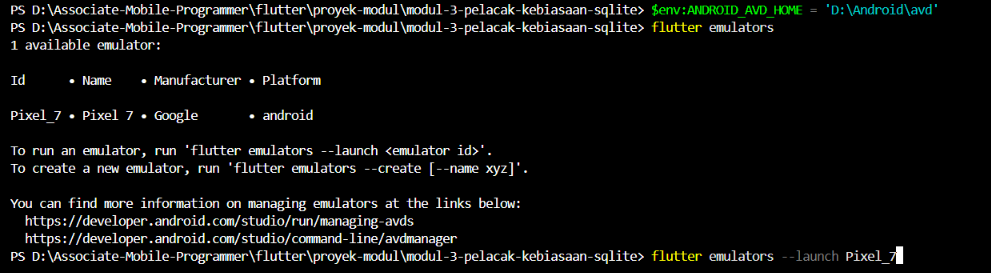 PS D:\Associate-Mobile-Programmer\flutter\proyek-modul\modul-3-pelacak-kebiasaan-sqlite> $env:ANDROID_AVD_HOME = 'D:\Android\avd'
PS D:\Associate-Mobile-Programmer\flutter\proyek-modul\modul-3-pelacak-kebiasaan-sqlite> flutter emulators
1 available emulator:
Id • Name • Manufacturer • Platform
Pixel_7 • Pixel 7 • Google • android
To run an emulator, run 'flutter emulators --launch <emulator id>'.
To create a new emulator, run 'flutter emulators --create [--name xyz]'.
You can find more information on managing emulators at the links below:
https://developer.android.com/studio/run/managing-avds
https://developer.android.com/studio/command-line/avdmanager
PS D:\Associate-Mobile-Programmer\flutter\proyek-modul\modul-3-pelacak-kebiasaan-sqlite> flutter emulators --launch Pixel_7